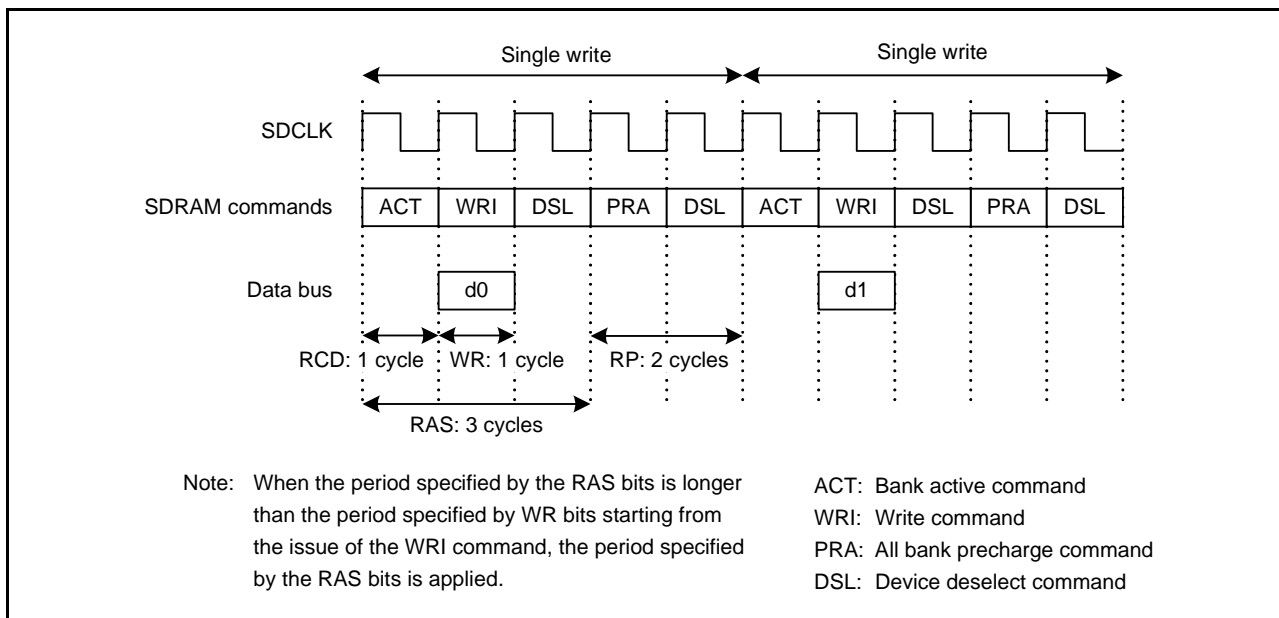 Single write Single write
SDCLK
SDRAM commands ACT WRI DSL PRA DSL ACT WRI DSL PRA DSL
Data bus d0 d1
RCD: 1 cycle WR: 1 cycle RP: 2 cycles
RAS: 3 cycles
Note: When the period specified by the RAS bits is longer
than the period specified by WR bits starting from
the issue of the WRI command, the period specified
by the RAS bits is applied.
ACT: Bank active command
WRI: Write command
PRA: All bank precharge command
DSL: Device deselect command